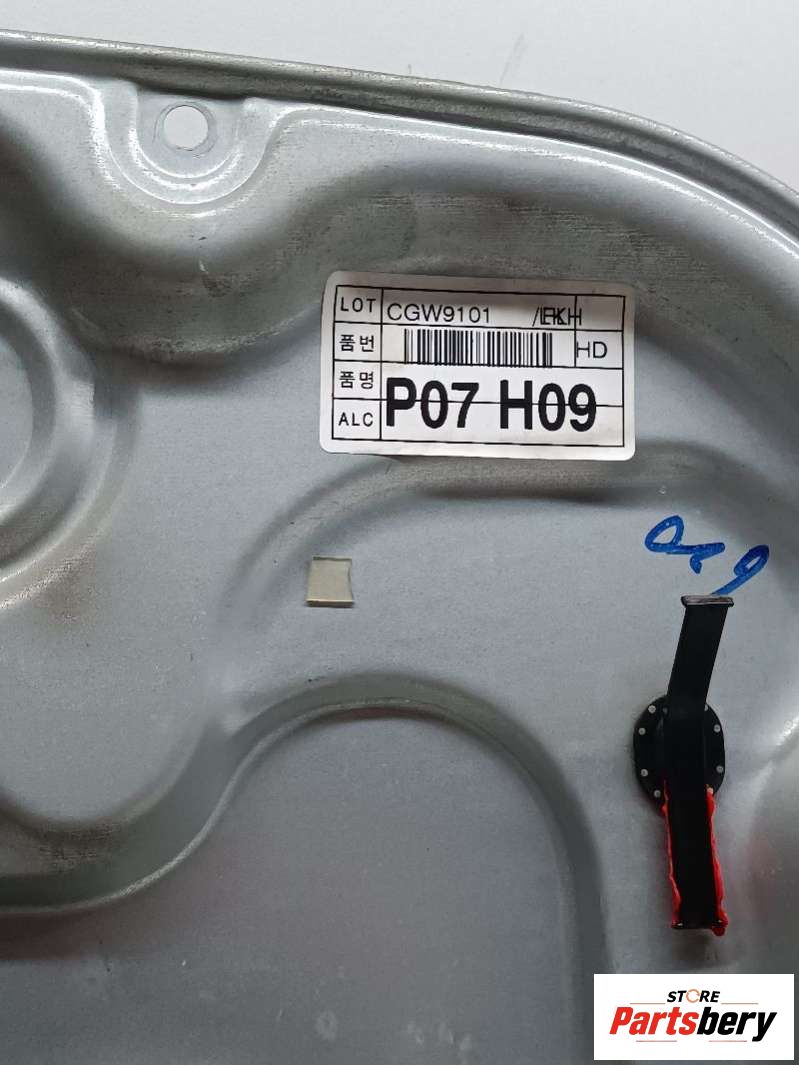 LOT CGW9101
품번 HD
품명 P07 H09
ALC
STORE
Partsbery